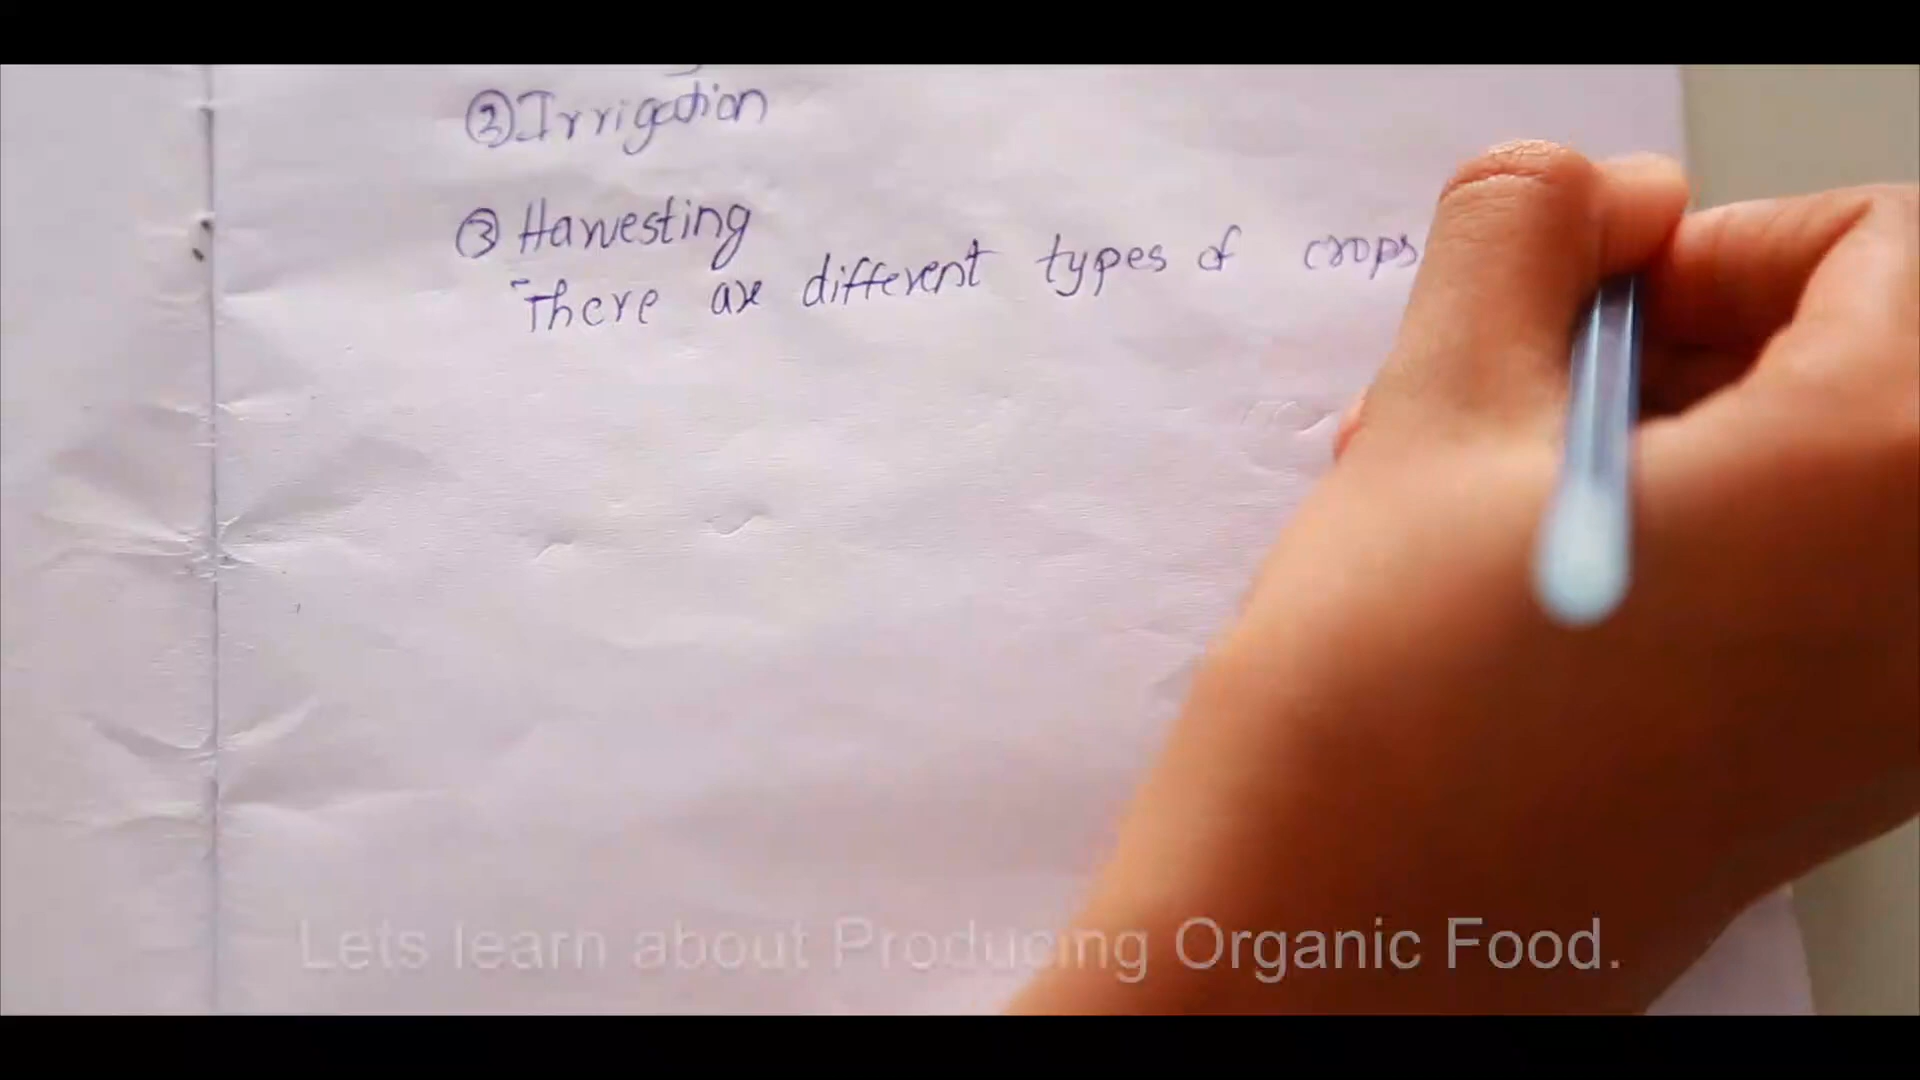 ② Irrigation
③ Harvesting
There are different types of crops
Lets learn about Producing Organic Food.